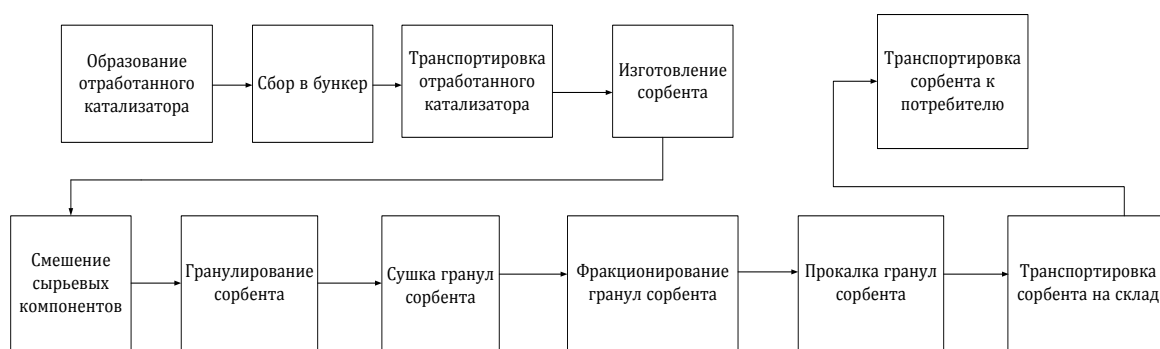 Образование
отработанного
катализатора
Сбор в бункер
Транспортировка
отработанного
катализатора
Изготовление
сорбента
Транспортировка
сорбента к
потребителю
Смешение
сырьевых
компонентов
Гранулирование
сорбента
Сушка гранул
сорбента
Фракционирование
гранул сорбента
Прокалка гранул
сорбента
Транспортировка
сорбента на склад